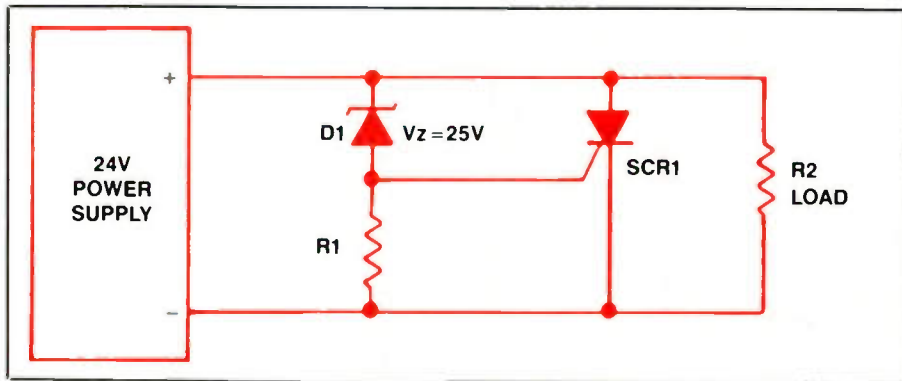 +
24V
POWER
SUPPLY
−
D1
Vz=25V
R1
SCR1
R2
LOAD